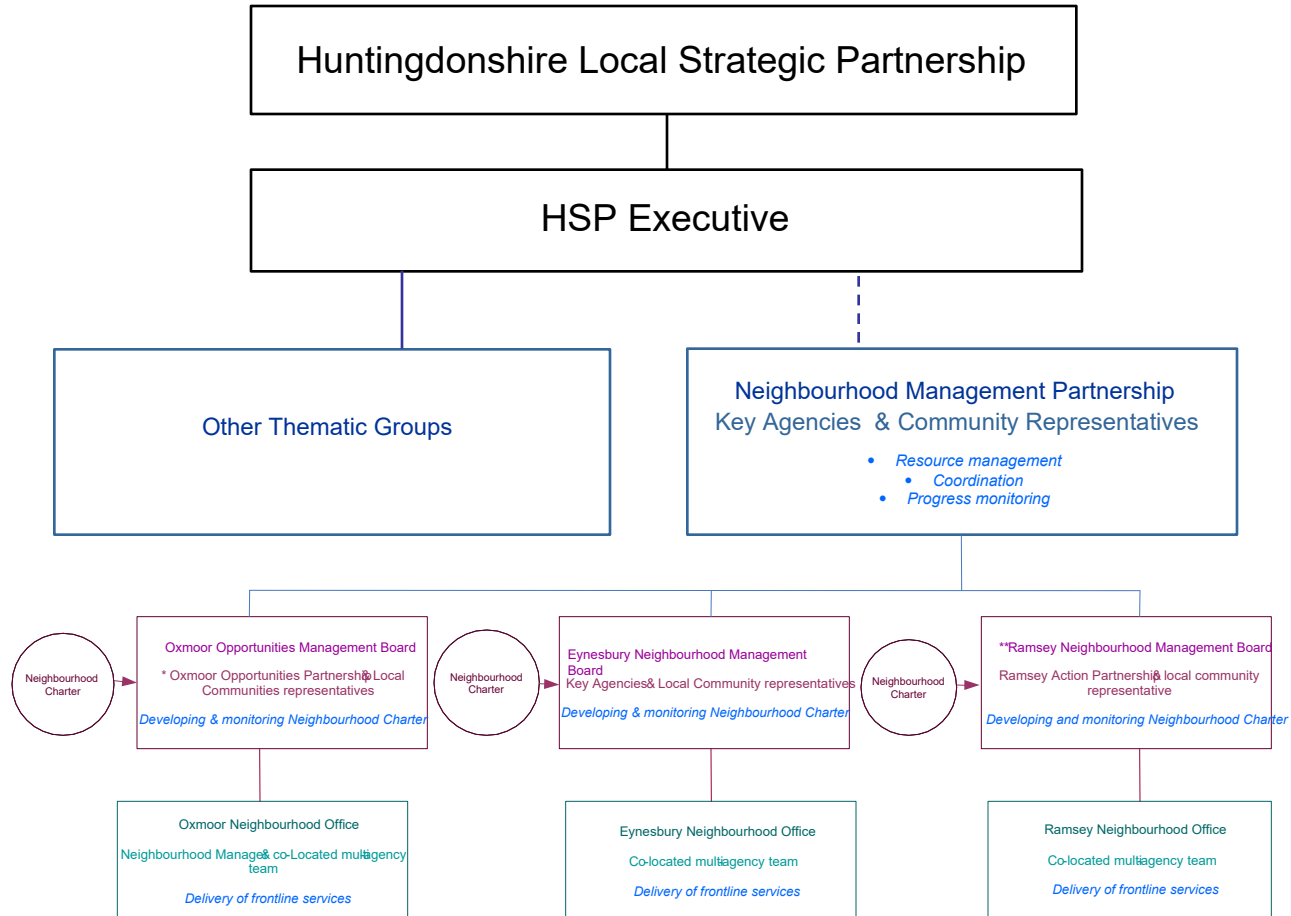 Huntingdonshire Local Strategic Partnership
HSP Executive
Other Thematic Groups
Neighbourhood Management Partnership
Key Agencies & Community Representatives
• Resource management
• Coordination
• Progress monitoring
Neighbourhood
Charter
Oxmoor Opportunities Management Board
* Oxmoor Opportunities Partnership& Local
Communities representatives
Developing & monitoring Neighbourhood Charter
Neighbourhood
Charter
Eynesbury Neighbourhood Management
Board
Key Agencies& Local Community representatives
Developing & monitoring Neighbourhood Charter
Neighbourhood
Charter
**Ramsey Neighbourhood Management Board
Ramsey Action Partnership& local community
representative
Developing and monitoring Neighbourhood Charter
Oxmoor Neighbourhood Office
Neighbourhood Manager& co-Located multi-agency
team
Delivery of frontline services
Eynesbury Neighbourhood Office
Co-located multi-agency team
Delivery of frontline services
Ramsey Neighbourhood Office
Co-located multi-agency team
Delivery of frontline services